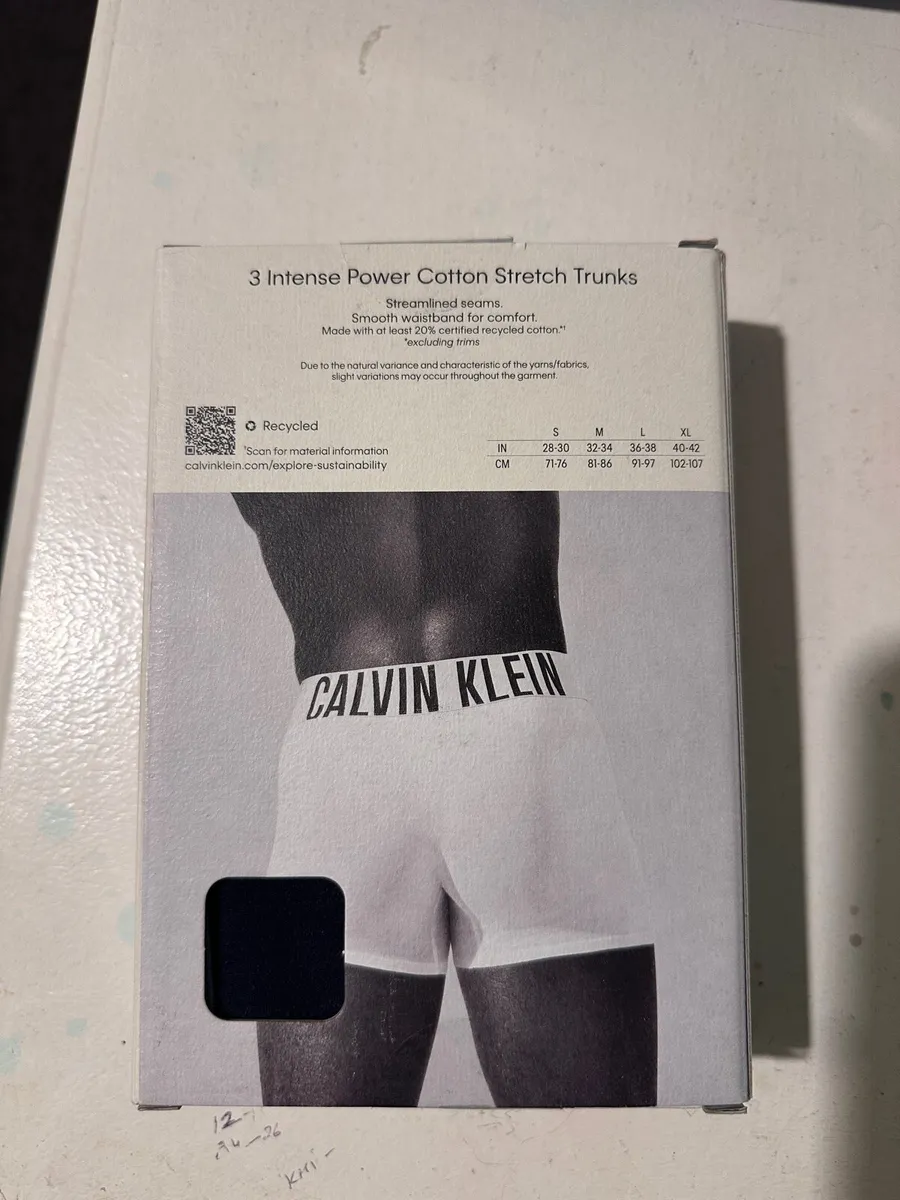 3 Intense Power Cotton Stretch Trunks
Streamlined seams.
Smooth waistband for comfort.
Made with at least 20% certified recycled cotton.*†
*excluding trims
Due to the natural variance and characteristic of the yarns/fabrics,
slight variations may occur throughout the garment.
Recycled
†Scan for material information
calvinklein.com/explore-sustainability
S M L XL
IN 28-30 32-34 36-38 40-42
CM 71-76 81-86 91-97 102-107
CALVIN KLEIN
12-